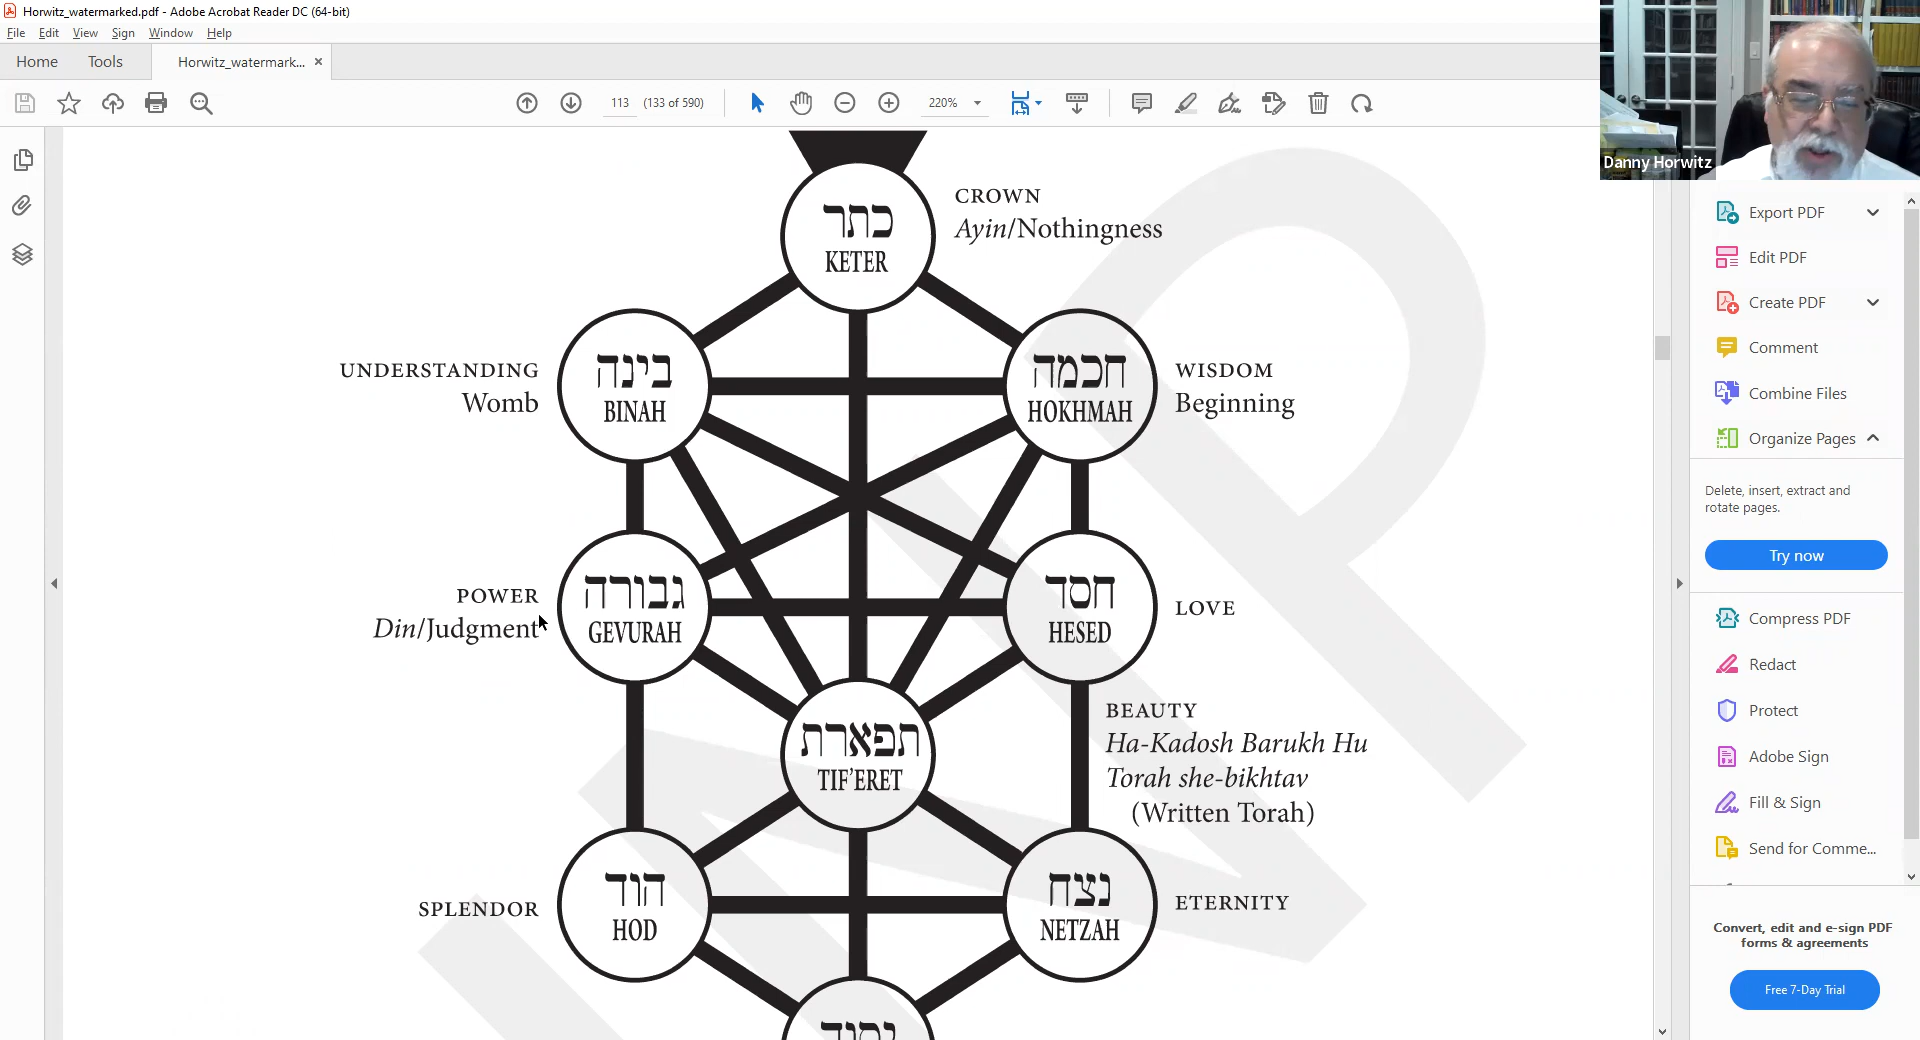 Horwitz_watermarked.pdf - Adobe Acrobat Reader DC (64-bit)
File Edit View Sign Window Help
Home Tools Horwitz_watermark... ×
113 (133 of 590) 220%
Danny Horwitz
כתר
KETER
CROWN
Ayin/Nothingness
UNDERSTANDING
Womb
בינה
BINAH
חכמה
HOKHMAH
WISDOM
Beginning
POWER
Din/Judgment
גבורה
GEVURAH
חסד
HESED
LOVE
תפארת
TIF'ERET
BEAUTY
Ha-Kadosh Barukh Hu
Torah she-bikhtav
(Written Torah)
SPLENDOR
הוד
HOD
נצח
NETZAH
ETERNITY
יסוד
Export PDF
Edit PDF
Create PDF
Comment
Combine Files
Organize Pages
Delete, insert, extract and
rotate pages.
Try now
Compress PDF
Redact
Protect
Adobe Sign
Fill & Sign
Send for Comme...
Convert, edit and e-sign PDF
forms & agreements
Free 7-Day Trial